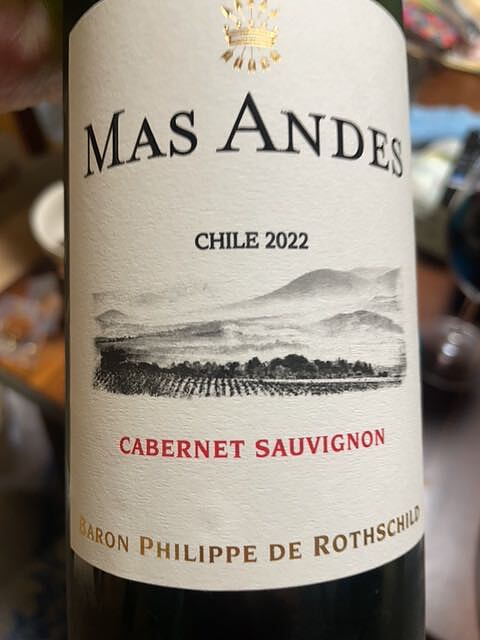 MAS ANDES
CHILE 2022
CABERNET SAUVIGNON
BARON PHILIPPE DE ROTHSCHILD